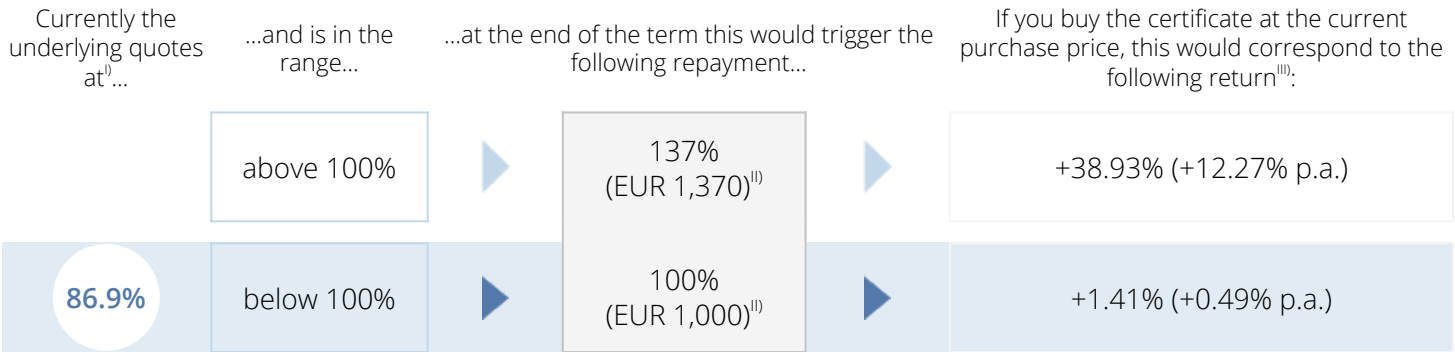 Currently the
underlying quotes
at^I)...
...and is in the
range...
...at the end of the term this would trigger the
following repayment...
If you buy the certificate at the current
purchase price, this would correspond to the
following return^III):
above 100%
137%
(EUR 1,370)^II)
+38.93% (+12.27% p.a.)
86.9%
below 100%
100%
(EUR 1,000)^II)
+1.41% (+0.49% p.a.)